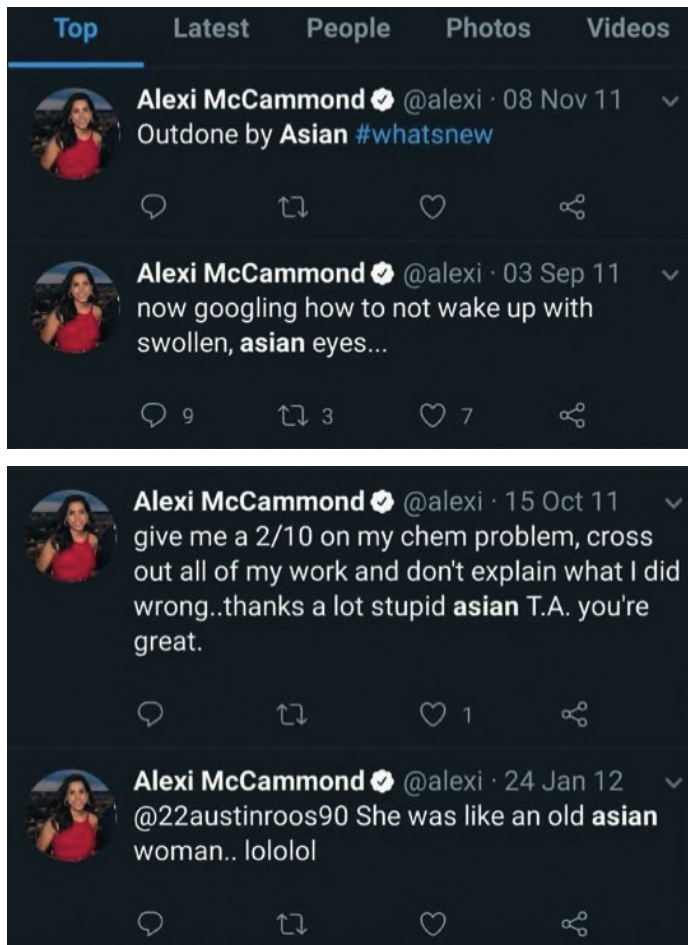 Top Latest People Photos Videos
Alexi McCammond @alexi · 08 Nov 11
Outdone by Asian #whatsnew
Alexi McCammond @alexi · 03 Sep 11
now googling how to not wake up with
swollen, asian eyes...
9 3 7
Alexi McCammond @alexi · 15 Oct 11
give me a 2/10 on my chem problem, cross
out all of my work and don't explain what I did
wrong..thanks a lot stupid asian T.A. you're
great.
1
Alexi McCammond @alexi · 24 Jan 12
@22austinroos90 She was like an old asian
woman.. lololol